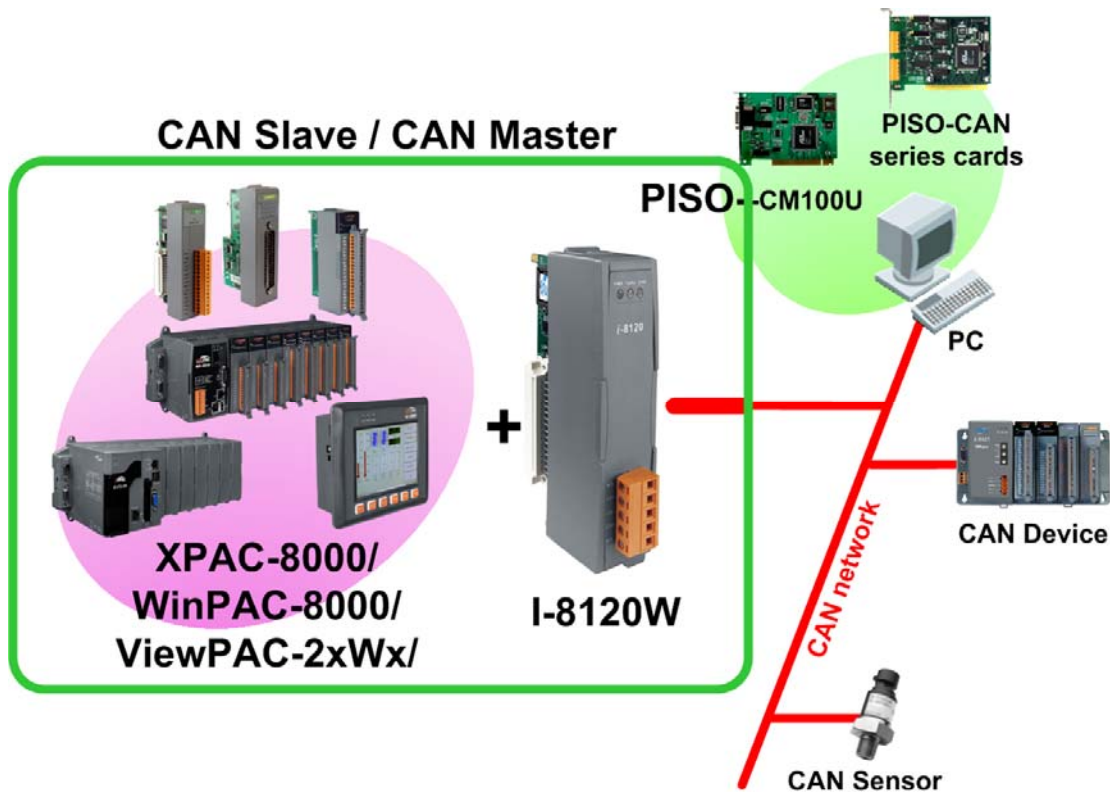 CAN Slave / CAN Master
PISO-CAN
series cards
PISO--CM100U
PC
i-8120
+
CAN Device
CAN network
XPAC-8000/
WinPAC-8000/
ViewPAC-2xWx/
I-8120W
CAN Sensor